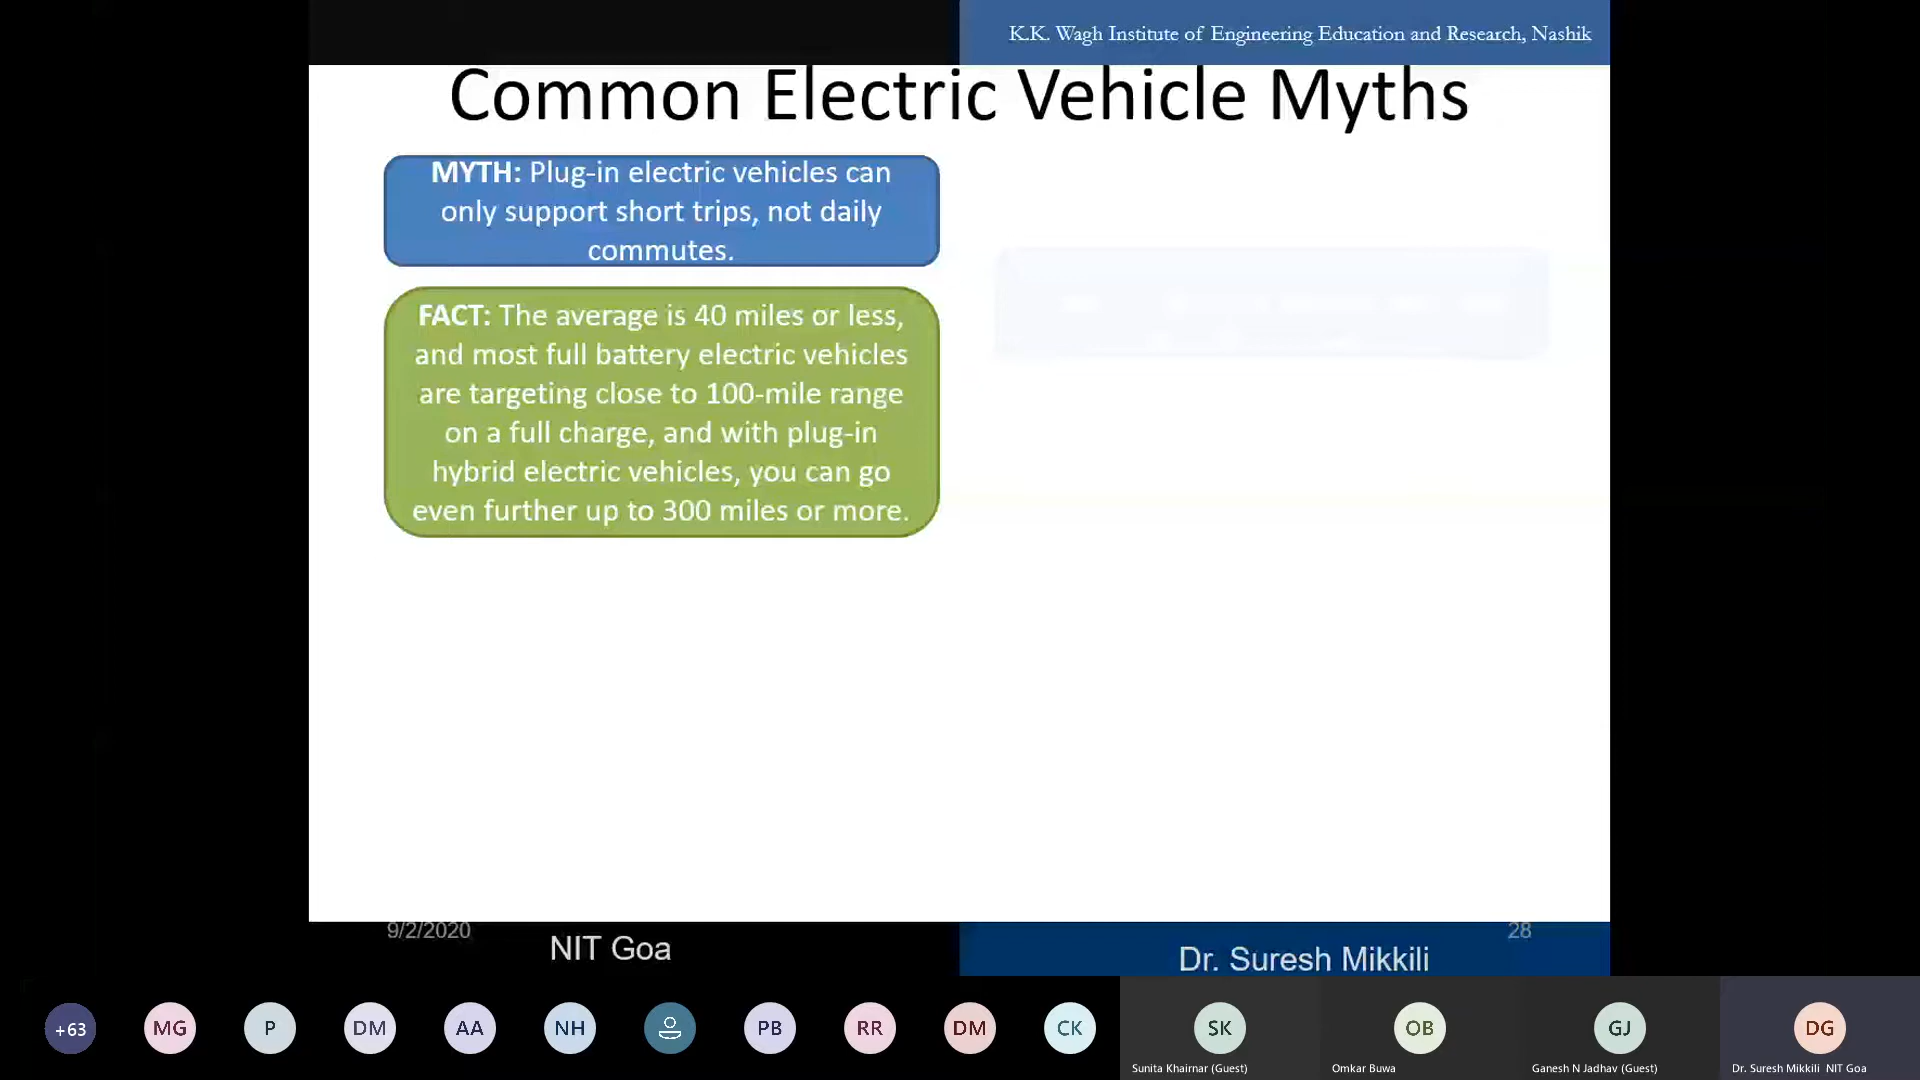 K.K. Wagh Institute of Engineering Education and Research, Nashik
Common Electric Vehicle Myths
MYTH: Plug-in electric vehicles can
only support short trips, not daily
commutes.
FACT: The average is 40 miles or less,
and most full battery electric vehicles
are targeting close to 100-mile range
on a full charge, and with plug-in
hybrid electric vehicles, you can go
even further up to 300 miles or more.
9/2/2020
NIT Goa
Dr. Suresh Mikkili
28
+63
MG
P
DM
AA
NH
PB
RR
DM
CK
SK
OB
GJ
DG
Sunita Khairnar (Guest)
Omkar Buwa
Ganesh N Jadhav (Guest)
Dr. Suresh Mikkili NIT Goa